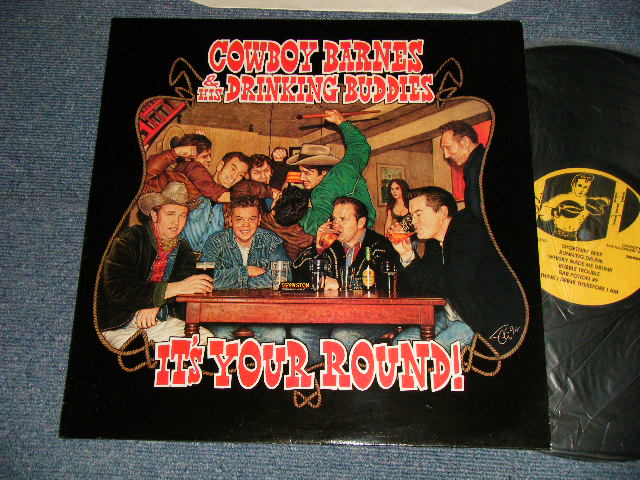 COWBOY BARNES
& HIS DRINKING BUDDIES
IT'S YOUR ROUND!
HIT
SHORTNIN' BEER
RUNNING DRUNK
WHISKY MADE ME DRUNK
BUBBLE TROUBLE
BAR POTION #9
THINK I DRINK THEREFORE I AM